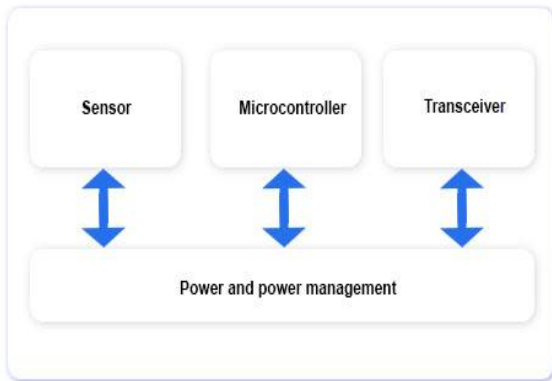 Sensor
Microcontroller
Transceiver
Power and power management